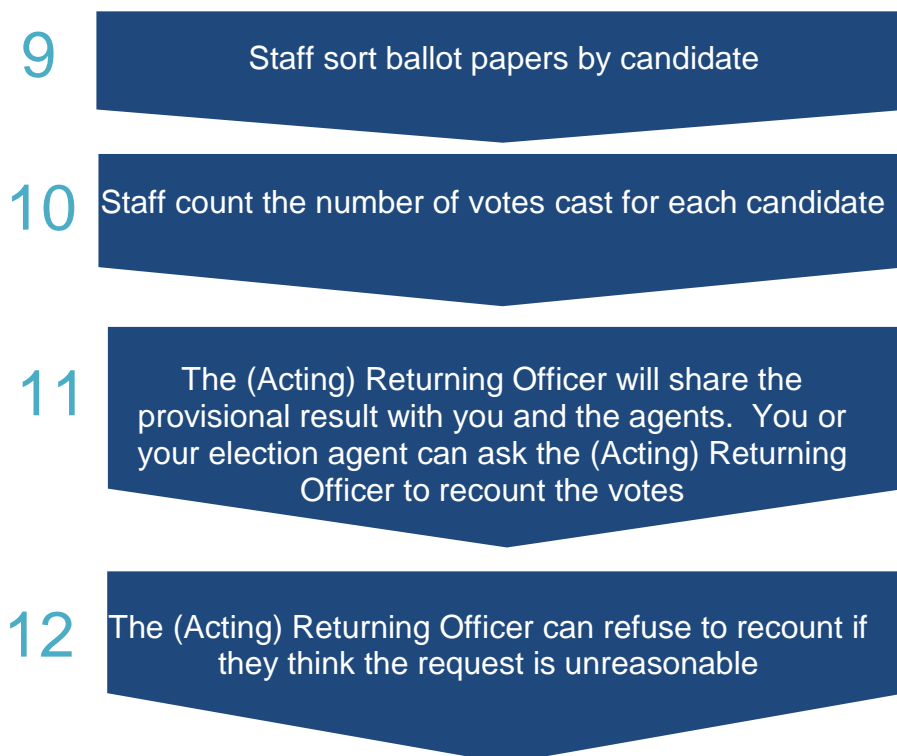 9
Staff sort ballot papers by candidate
10
Staff count the number of votes cast for each candidate
11
The (Acting) Returning Officer will share the
provisional result with you and the agents.  You or
your election agent can ask the (Acting) Returning
Officer to recount the votes
12
The (Acting) Returning Officer can refuse to recount if
they think the request is unreasonable